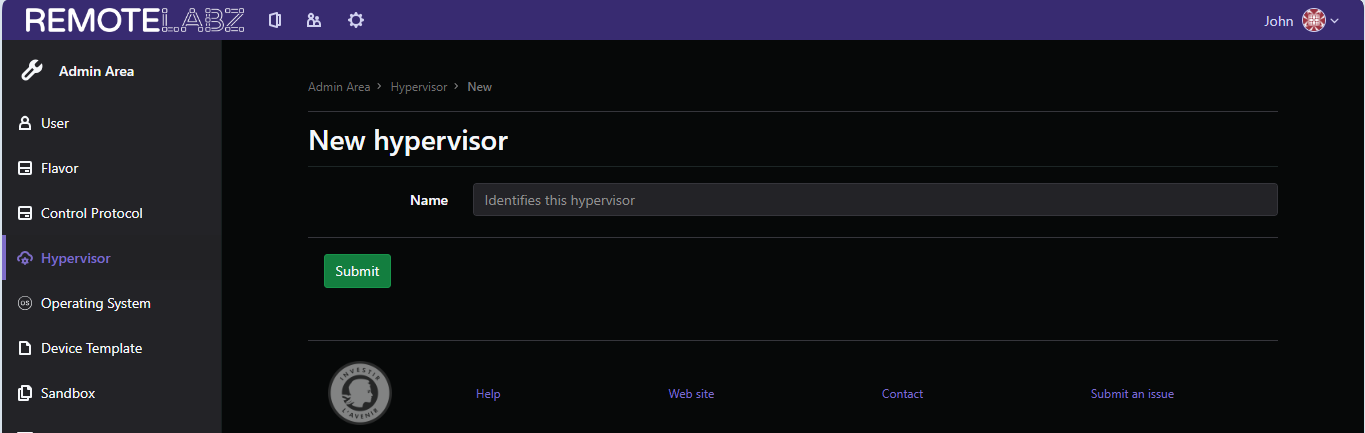 REMOTELABZ
John
Admin Area
User
Flavor
Control Protocol
Hypervisor
OS Operating System
Device Template
Sandbox
Admin Area > Hypervisor > New
New hypervisor
Name Identifies this hypervisor
Submit
INVESTIR L'AVENIR
Help Web site Contact Submit an issue